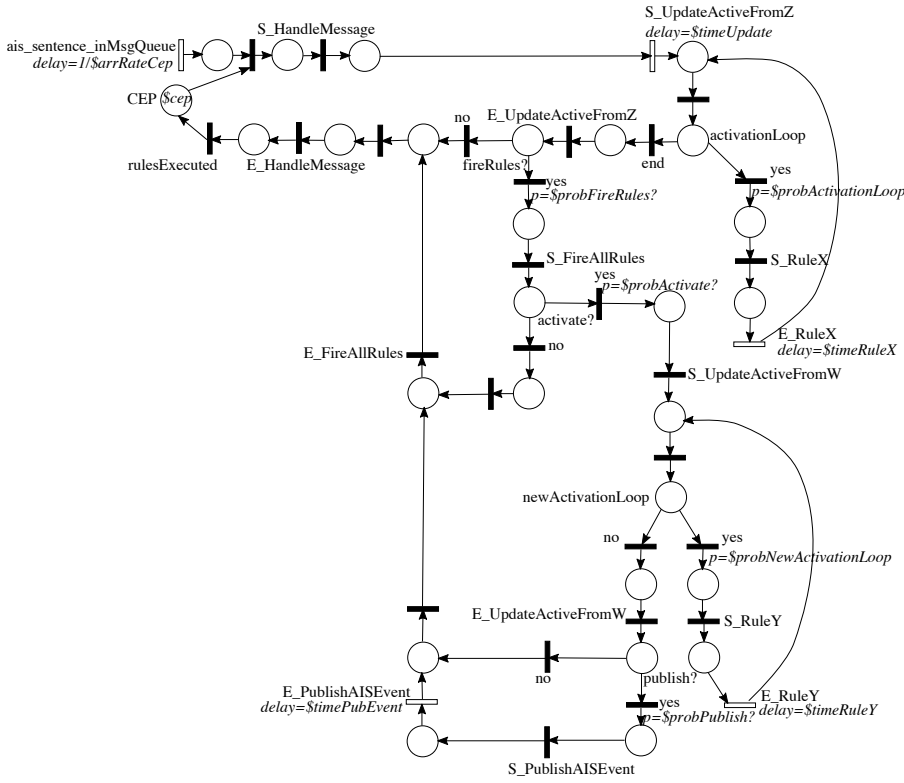 S_UpdateActiveFromZ
delay=$timeUpdate
S_HandleMessage
ais_sentence_inMsgQueue
delay=1/$arrRateCep
CEP $cep
no
E_UpdateActiveFromZ
activationLoop
rulesExecuted
E_HandleMessage
fireRules?
end
yes
p=$probActivationLoop
yes
p=$probFireRules?
S_FireAllRules
S_RuleX
yes
p=$probActivate?
activate?
E_RuleX
delay=$timeRuleX
E_FireAllRules
no
S_UpdateActiveFromW
newActivationLoop
no
yes
p=$probNewActivationLoop
E_UpdateActiveFromW
S_RuleY
no
publish?
E_PublishAISEvent
delay=$timePubEvent
yes
p=$probPublish?
E_RuleY
delay=$timeRuleY
S_PublishAISEvent